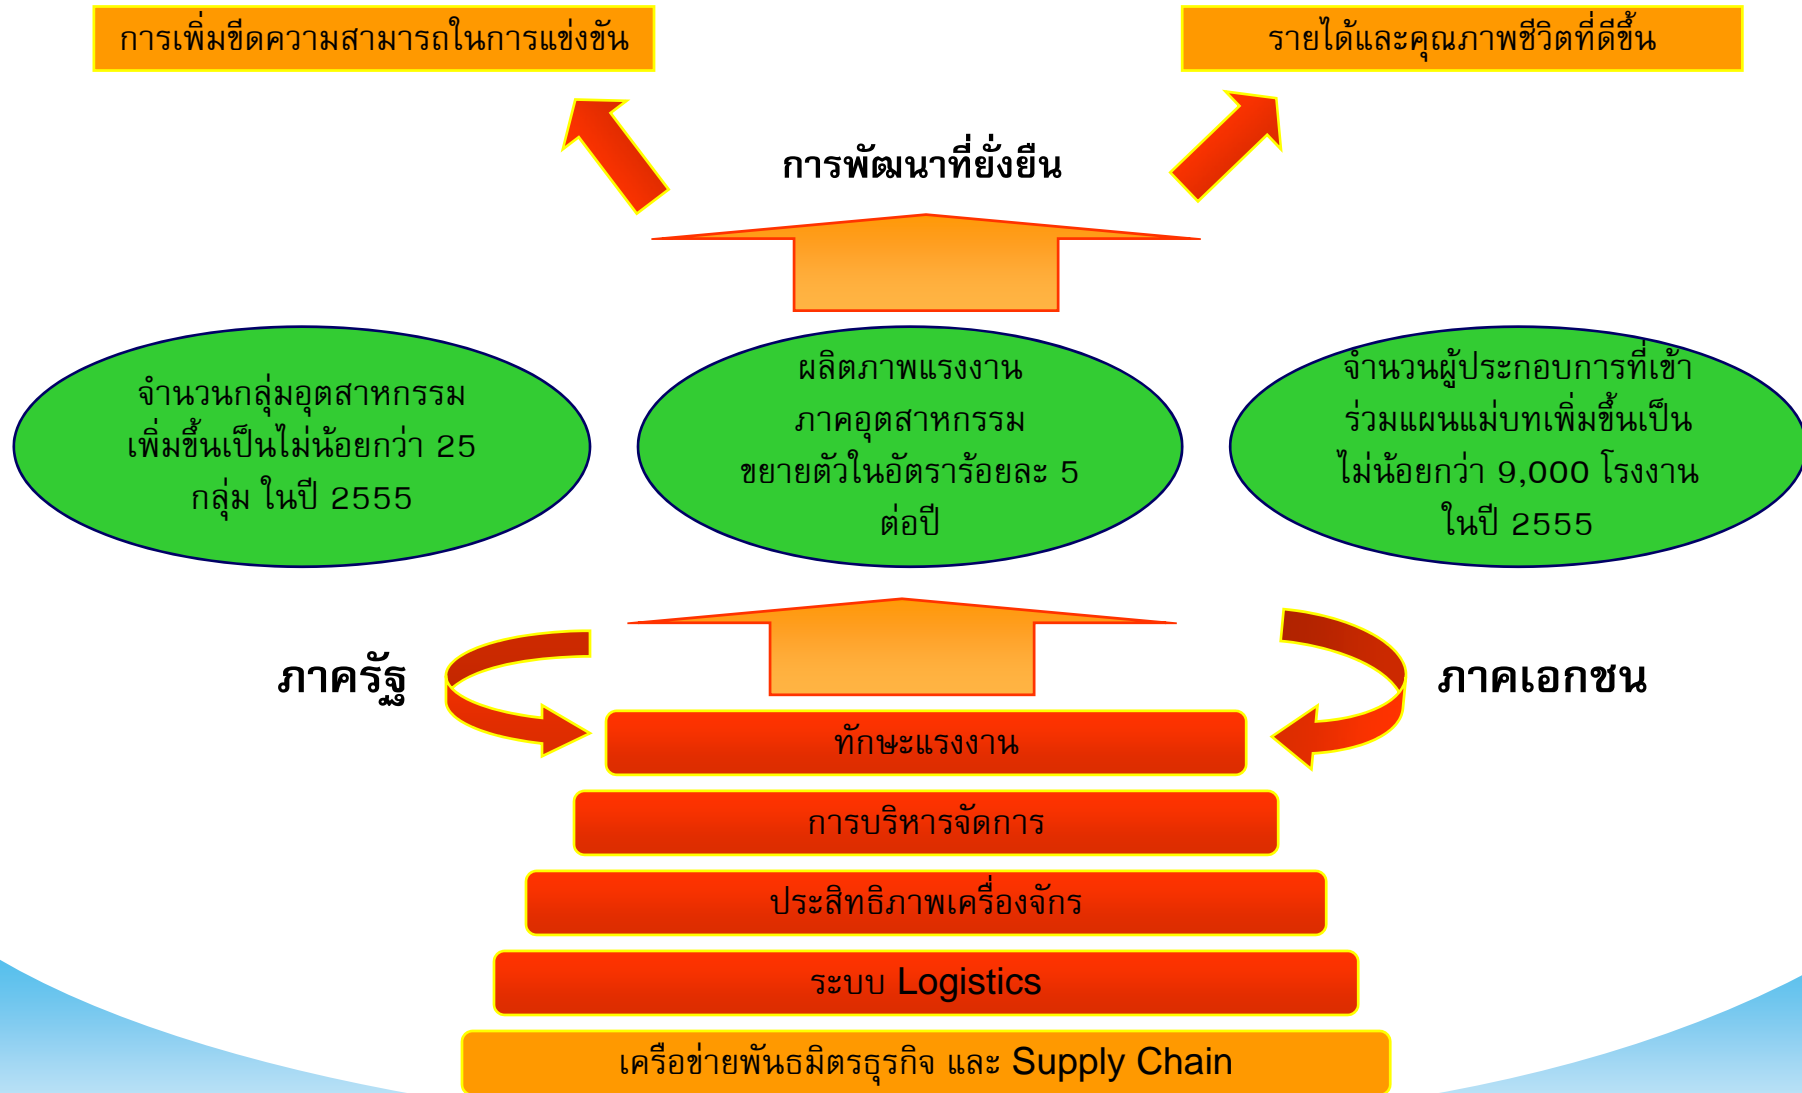 การเพิ่มขีดความสามารถในการแข่งขัน
รายได้และคุณภาพชีวิตที่ดีขึ้น
การพัฒนาที่ยั่งยืน
จำนวนกลุ่มอุตสาหกรรม
เพิ่มขึ้นเป็นไม่น้อยกว่า 25
กลุ่ม ในปี 2555
ผลิตภาพแรงงาน
ภาคอุตสาหกรรม
ขยายตัวในอัตราร้อยละ 5
ต่อปี
จำนวนผู้ประกอบการที่เข้า
ร่วมแผนแม่บทเพิ่มขึ้นเป็น
ไม่น้อยกว่า 9,000 โรงงาน
ในปี 2555
ภาครัฐ
ภาคเอกชน
ทักษะแรงงาน
การบริหารจัดการ
ประสิทธิภาพเครื่องจักร
ระบบ Logistics
เครือข่ายพันธมิตรธุรกิจ และ Supply Chain